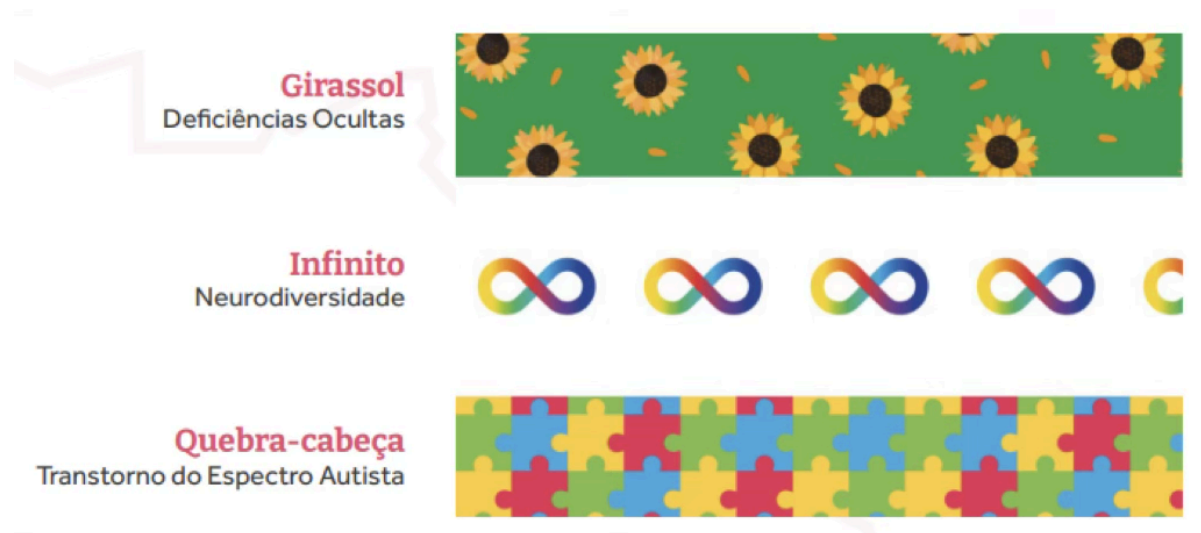 Girassol
Deficiências Ocultas
Infinito
Neurodiversidade
Quebra-cabeça
Transtorno do Espectro Autista